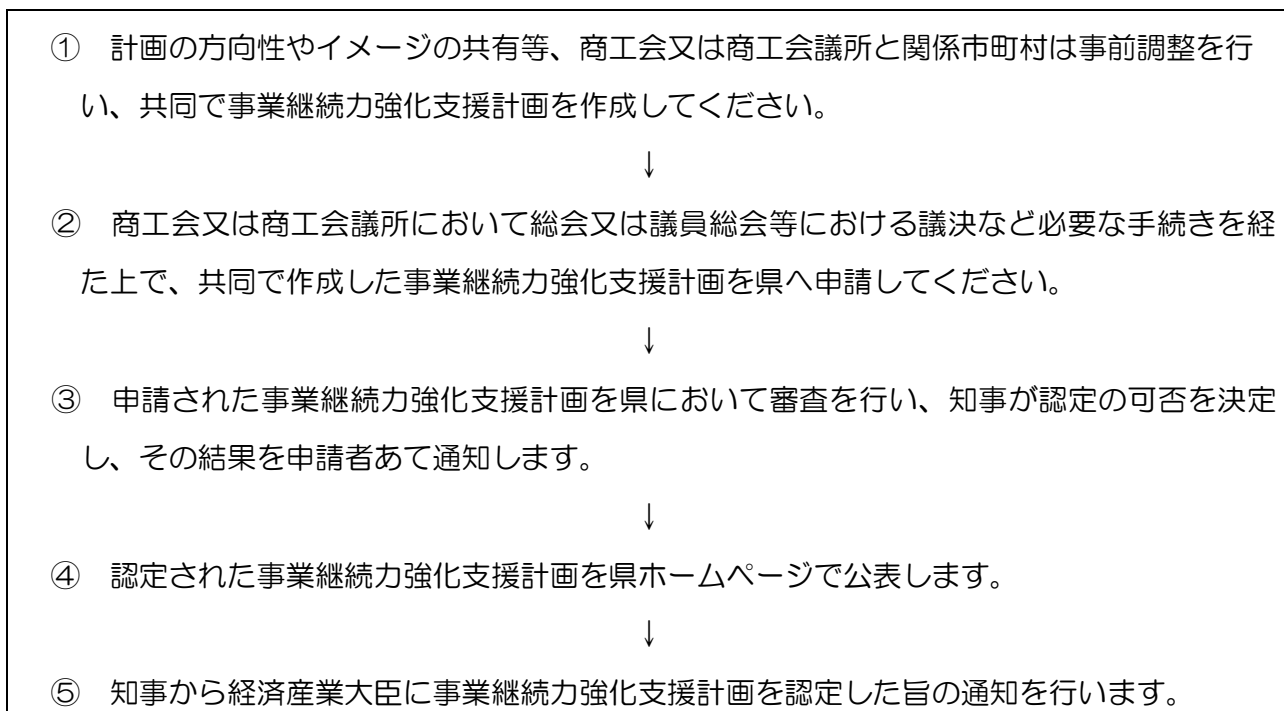 ① 計画の方向性やイメージの共有等、商工会又は商工会議所と関係市町村は事前調整を行
い、共同で事業継続力強化支援計画を作成してください。
↓
② 商工会又は商工会議所において総会又は議員総会等における議決など必要な手続きを経
た上で、共同で作成した事業継続力強化支援計画を県へ申請してください。
↓
③ 申請された事業継続力強化支援計画を県において審査を行い、知事が認定の可否を決定
し、その結果を申請者あて通知します。
↓
④ 認定された事業継続力強化支援計画を県ホームページで公表します。
↓
⑤ 知事から経済産業大臣に事業継続力強化支援計画を認定した旨の通知を行います。